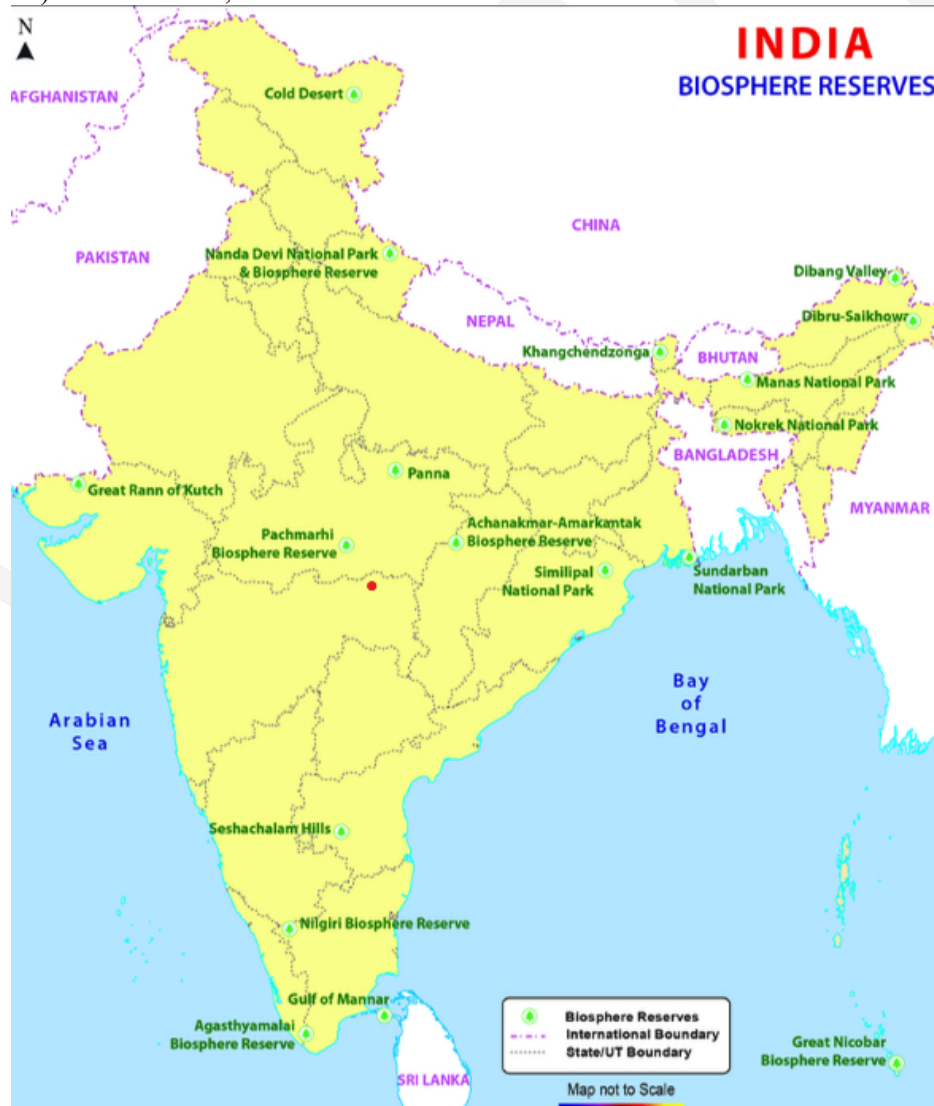 N
INDIA
BIOSPHERE RESERVES
AFGHANISTAN
Cold Desert
CHINA
PAKISTAN
Nanda Devi National Park
& Biosphere Reserve
Dibang Valley
NEPAL
Dibru-Saikhowa
Khangchendzonga
BHUTAN
Manas National Park
Nokrek National Park
BANGLADESH
Panna
Great Rann of Kutch
MYANMAR
Pachmarhi
Biosphere Reserve
Achanakmar-Amarkantak
Biosphere Reserve
Similipal
National Park
Sundarban
National Park
Arabian
Sea
Bay
of
Bengal
Seshachalam Hills
Nilgiri Biosphere Reserve
Gulf of Mannar
Agasthyamalai
Biosphere Reserve
SRI LANKA
Biosphere Reserves
International Boundary
State/UT Boundary
Map not to Scale
Great Nicobar
Biosphere Reserve